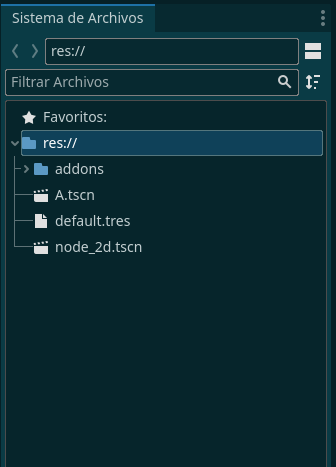 Sistema de Archivos
res://
Filtrar Archivos
Favoritos:
res://
addons
A.tscn
default.tres
node_2d.tscn